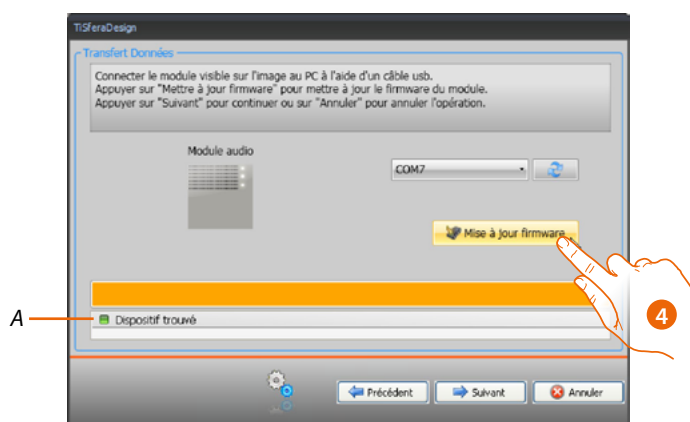 TiSferaDesign
Transfert Données
Connecter le module visible sur l'image au PC à l'aide d'un câble usb.
Appuyer sur "Mettre à jour firmware" pour mettre à jour le firmware du module.
Appuyer sur "Suivant" pour continuer ou sur "Annuler" pour annuler l'opération.
Module audio
COM7
Mise à jour firmware
A
Dispositif trouvé
4
Précédent
Suivant
Annuler